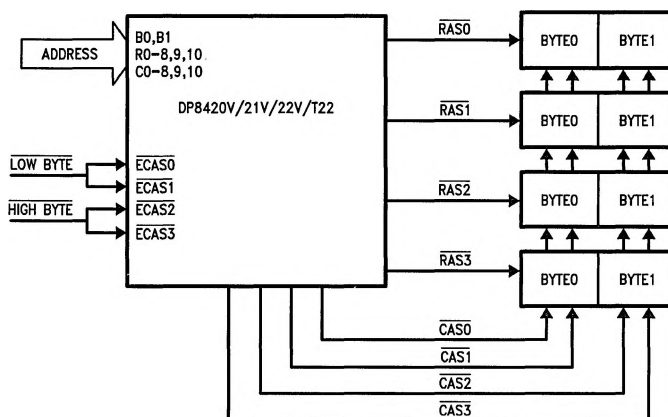 B0,B1
R0-8,9,10
C0-8,9,10
ADDRESS
DP8420V/21V/22V/T22
RAS0
BYTE0 BYTE1
RAS1
BYTE0 BYTE1
LOW BYTE
ECAS0
ECAS1
HIGH BYTE
ECAS2
ECAS3
RAS2
BYTE0 BYTE1
RAS3
BYTE0 BYTE1
CAS0
CAS1
CAS2
CAS3